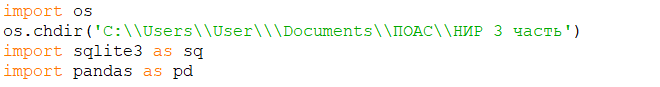 import os
os.chdir('C:\\Users\\User\\\Documents\\ПОАС\\НИР 3 часть')
import sqlite3 as sq
import pandas as pd